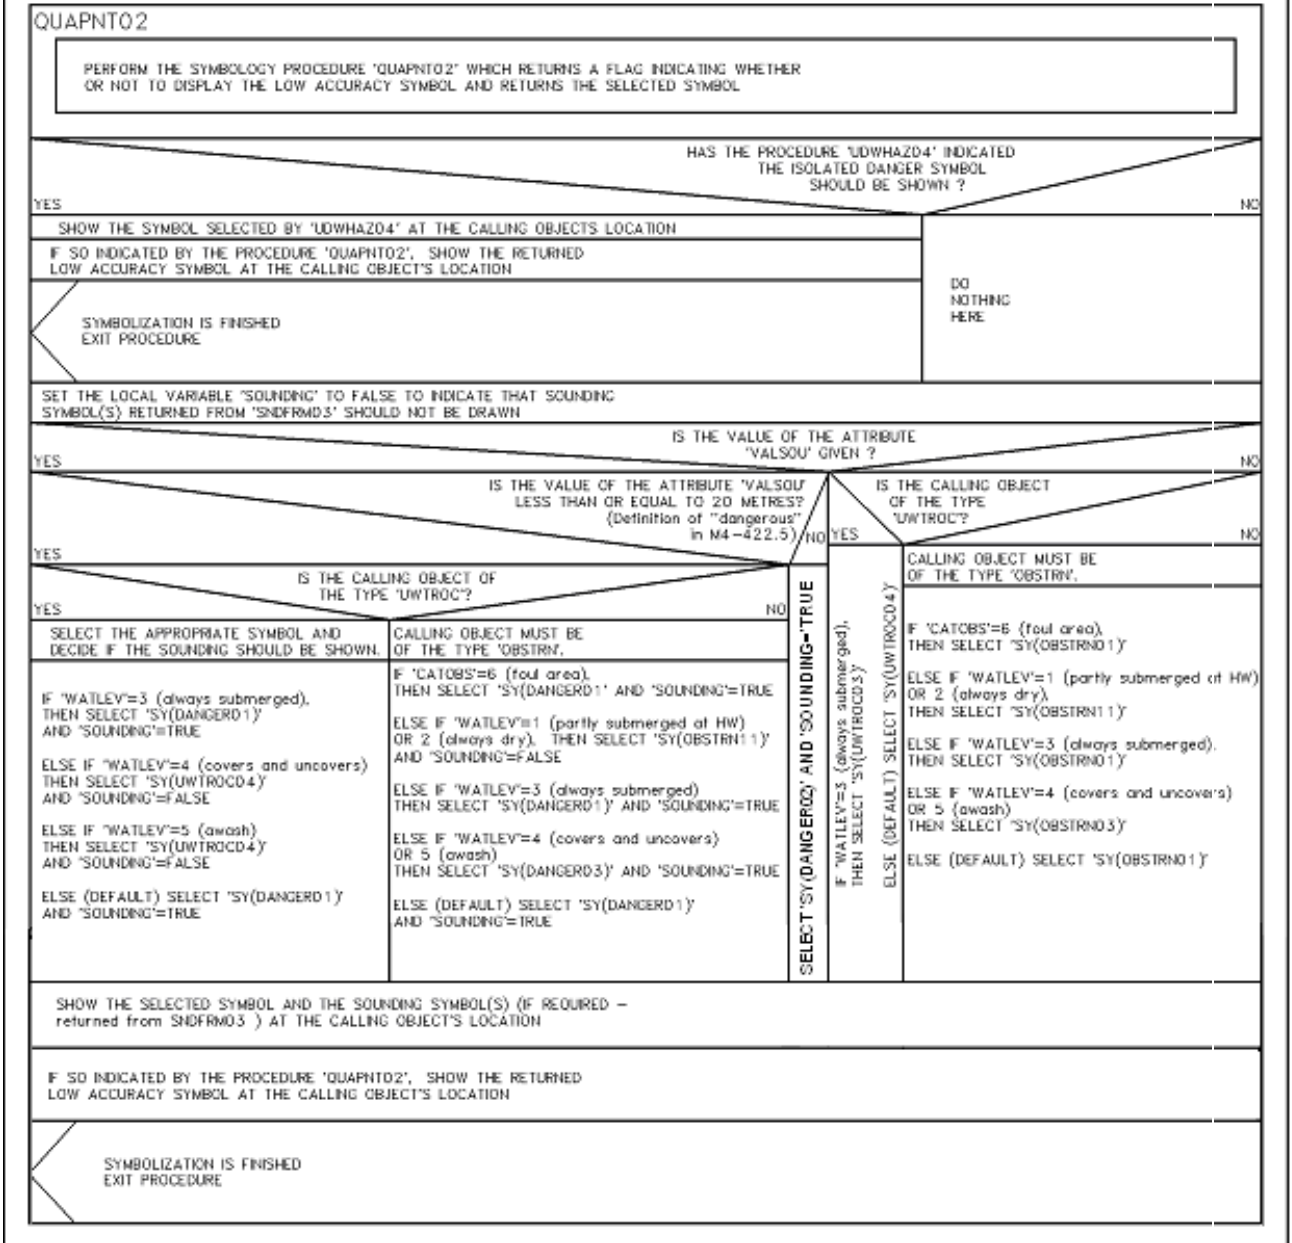 QUAPNT02
PERFORM THE SYMBOLOGY PROCEDURE 'QUAPNT02' WHICH RETURNS A FLAG INDICATING WHETHER
OR NOT TO DISPLAY THE LOW ACCURACY SYMBOL AND RETURNS THE SELECTED SYMBOL
HAS THE PROCEDURE 'UDWHAZ04' INDICATED
THE ISOLATED DANGER SYMBOL
SHOULD BE SHOWN ?
YES
NO
SHOW THE SYMBOL SELECTED BY 'UDWHAZ04' AT THE CALLING OBJECTS LOCATION
IF SO INDICATED BY THE PROCEDURE 'QUAPNT02', SHOW THE RETURNED
LOW ACCURACY SYMBOL AT THE CALLING OBJECT'S LOCATION
SYMBOLIZATION IS FINISHED
EXIT PROCEDURE
DO
NOTHING
HERE
SET THE LOCAL VARIABLE 'SOUNDING' TO FALSE TO INDICATE THAT SOUNDING
SYMBOL(S) RETURNED FROM 'SNDFRM03' SHOULD NOT BE DRAWN
IS THE VALUE OF THE ATTRIBUTE
'VALSOU' GIVEN ?
YES
NO
IS THE VALUE OF THE ATTRIBUTE 'VALSOU'
LESS THAN OR EQUAL TO 20 METRES?
(Definition of "dangerous"
in M4-422.5)
YES
NO
IS THE CALLING OBJECT
OF THE TYPE
'UWTROC'?
YES
NO
IS THE CALLING OBJECT OF
THE TYPE 'UWTROC'?
YES
NO
SELECT THE APPROPRIATE SYMBOL AND
DECIDE IF THE SOUNDING SHOULD BE SHOWN.
IF 'WATLEV'=3 (always submerged),
THEN SELECT 'SY(DANGER01)'
AND 'SOUNDING'=TRUE
ELSE IF 'WATLEV'=4 (covers and uncovers)
THEN SELECT 'SY(UWTROC04)'
AND 'SOUNDING'=FALSE
ELSE IF 'WATLEV'=5 (awash)
THEN SELECT 'SY(UWTROC04)'
AND 'SOUNDING'=FALSE
ELSE (DEFAULT) SELECT 'SY(DANGER01)'
AND 'SOUNDING'=TRUE
CALLING OBJECT MUST BE
OF THE TYPE 'OBSTRN'.
IF 'CATOBS'=6 (foul area),
THEN SELECT 'SY(DANGER01' AND 'SOUNDING'=TRUE
ELSE IF 'WATLEV'=1 (partly submerged at HW)
OR 2 (always dry), THEN SELECT 'SY(OBSTRN11)'
AND 'SOUNDING'=FALSE
ELSE IF 'WATLEV'=3 (always submerged)
THEN SELECT 'SY(DANGER01)' AND 'SOUNDING'=TRUE
ELSE IF 'WATLEV'=4 (covers and uncovers)
OR 5 (awash)
THEN SELECT 'SY(DANGER03)' AND 'SOUNDING'=TRUE
ELSE (DEFAULT) SELECT 'SY(DANGER01)'
AND 'SOUNDING'=TRUE
SELECT 'SY(DANGER02)' AND 'SOUNDING='TRUE
IF 'WATLEV'=3 (always submerged),
THEN SELECT 'SY(UWTROC03)'
ELSE (DEFAULT) SELECT 'SY(UWTROC04)'
CALLING OBJECT MUST BE
OF THE TYPE 'OBSTRN'.
IF 'CATOBS'=6 (foul area),
THEN SELECT 'SY(OBSTRN01)'
ELSE IF 'WATLEV'=1 (partly submerged at HW)
OR 2 (always dry),
THEN SELECT 'SY(OBSTRN11)'
ELSE IF 'WATLEV'=3 (always submerged),
THEN SELECT 'SY(OBSTRN01)'
ELSE IF 'WATLEV'=4 (covers and uncovers)
OR 5 (awash)
THEN SELECT 'SY(OBSTRN03)'
ELSE (DEFAULT) SELECT 'SY(OBSTRN01)'
SHOW THE SELECTED SYMBOL AND THE SOUNDING SYMBOL(S) (IF REQUIRED -
returned from SNDFRM03 ) AT THE CALLING OBJECT'S LOCATION
IF SO INDICATED BY THE PROCEDURE 'QUAPNT02', SHOW THE RETURNED
LOW ACCURACY SYMBOL AT THE CALLING OBJECT'S LOCATION
SYMBOLIZATION IS FINISHED
EXIT PROCEDURE